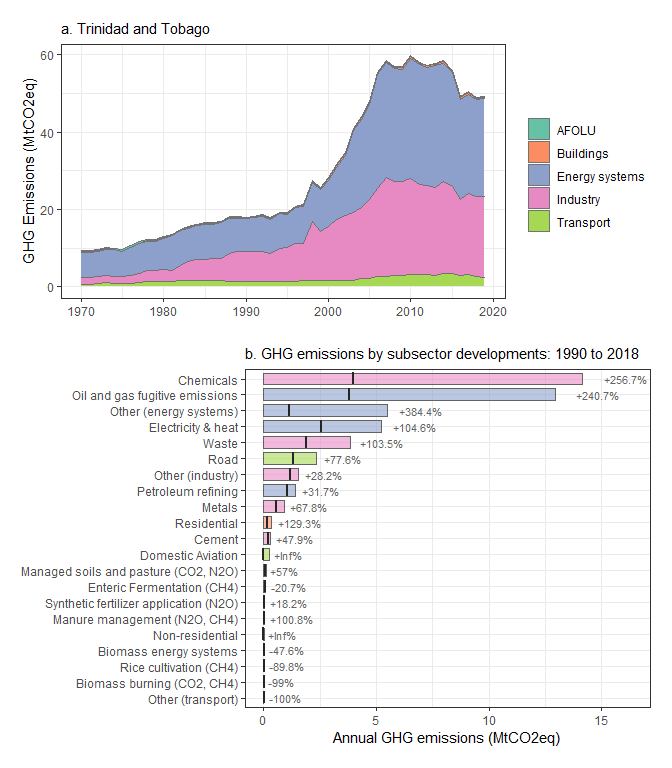 a. Trinidad and Tobago
GHG Emissions (MtCO2eq)
60
40
20
0
1970
1980
1990
2000
2010
2020
AFOLU
Buildings
Energy systems
Industry
Transport
b. GHG emissions by subsector developments: 1990 to 2018
Chemicals +256.7%
Oil and gas fugitive emissions +240.7%
Other (energy systems) +384.4%
Electricity & heat +104.6%
Waste +103.5%
Road +77.6%
Other (industry) +28.2%
Petroleum refining +31.7%
Metals +67.8%
Residential +129.3%
Cement +47.9%
Domestic Aviation +Inf%
Managed soils and pasture (CO2, N2O) +57%
Enteric Fermentation (CH4) -20.7%
Synthetic fertilizer application (N2O) +18.2%
Manure management (N2O, CH4) +100.8%
Non-residential +Inf%
Biomass energy systems -47.6%
Rice cultivation (CH4) -89.8%
Biomass burning (CO2, CH4) -99%
Other (transport) -100%
0
5
10
15
Annual GHG emissions (MtCO2eq)